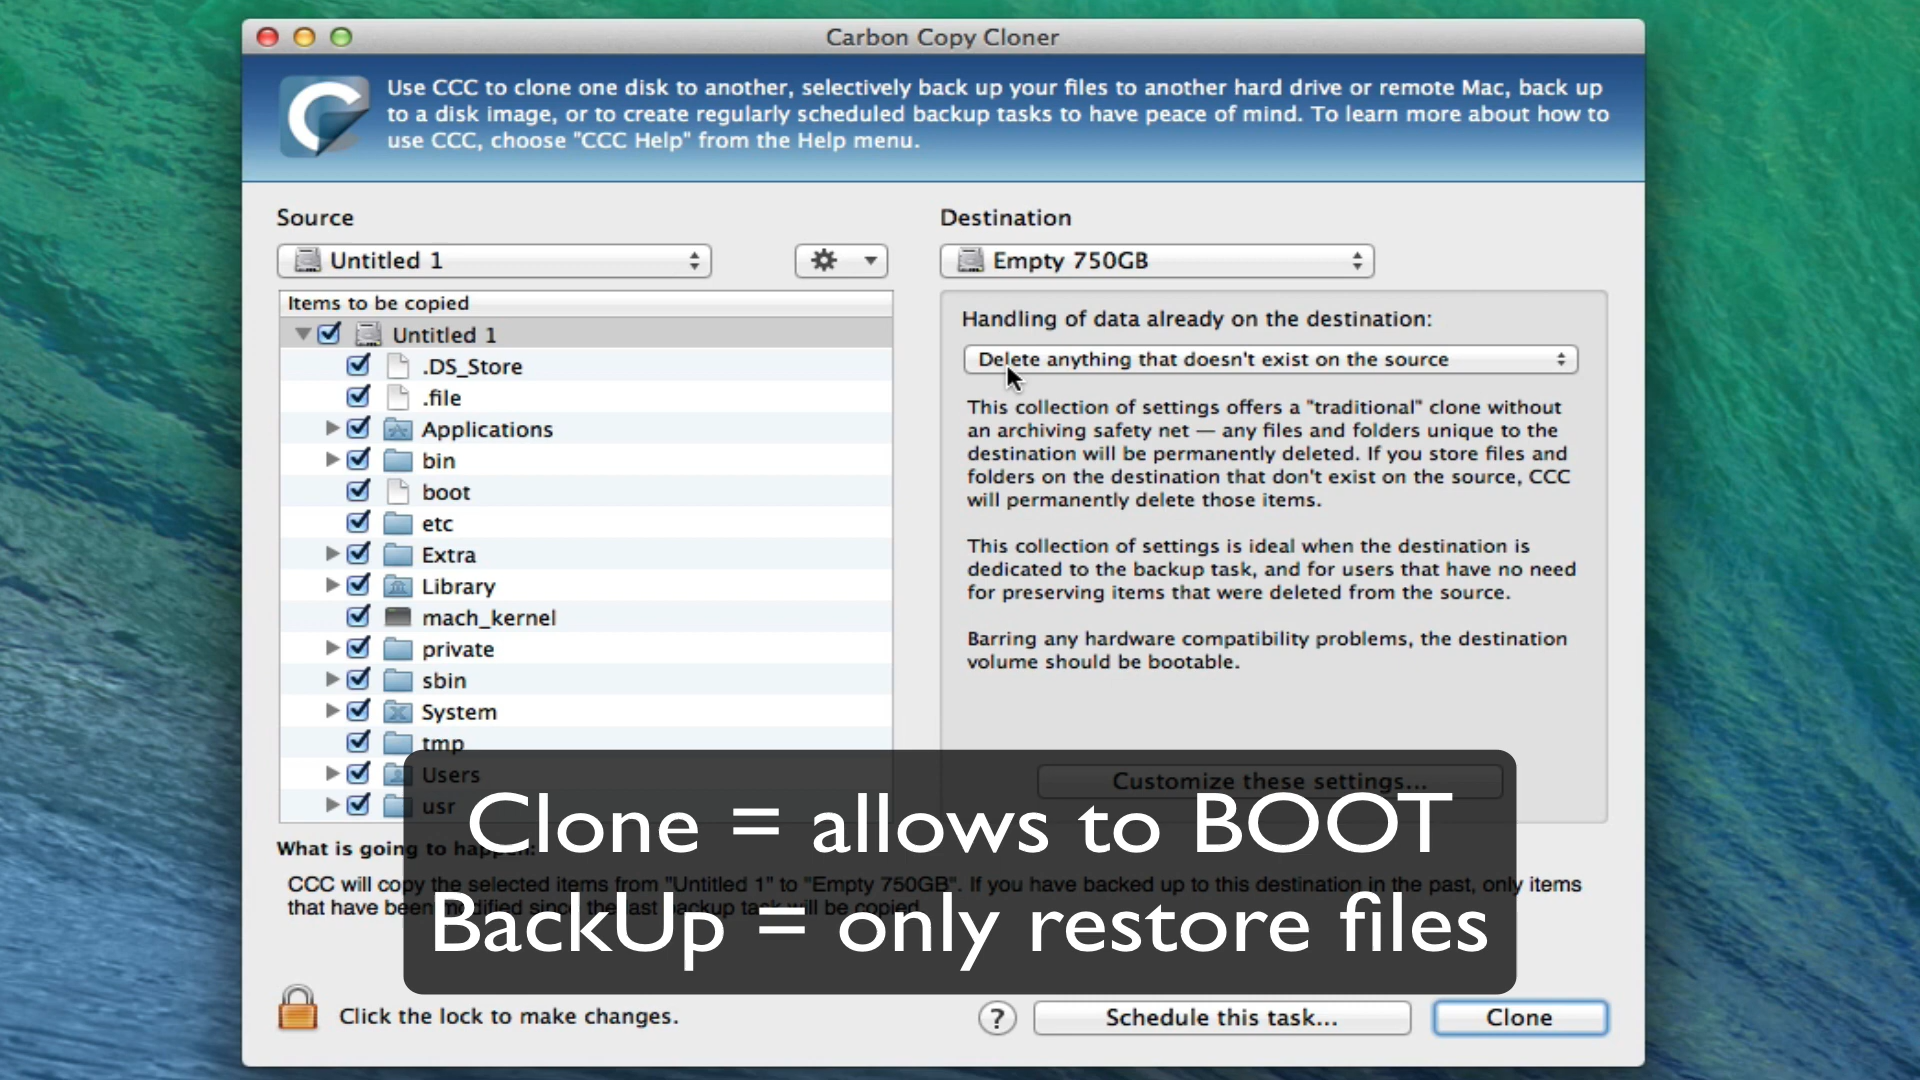 Carbon Copy Cloner
Use CCC to clone one disk to another, selectively back up your files to another hard drive or remote Mac, back up
to a disk image, or to create regularly scheduled backup tasks to have peace of mind. To learn more about how to
use CCC, choose "CCC Help" from the Help menu.
Source
Untitled 1
Items to be copied
Untitled 1
.DS_Store
.file
Applications
bin
boot
etc
Extra
Library
mach_kernel
private
sbin
System
tmp
Users
usr
Destination
Empty 750GB
Handling of data already on the destination:
Delete anything that doesn't exist on the source
This collection of settings offers a "traditional" clone without
an archiving safety net — any files and folders unique to the
destination will be permanently deleted. If you store files and
folders on the destination that don't exist on the source, CCC
will permanently delete those items.
This collection of settings is ideal when the destination is
dedicated to the backup task, and for users that have no need
for preserving items that were deleted from the source.
Barring any hardware compatibility problems, the destination
volume should be bootable.
Customize these settings...
What is going to happen:
CCC will copy the selected items from "Untitled 1" to "Empty 750GB". If you have backed up to this destination in the past, only items
that have been modified since the last backup task will be copied.
Clone = allows to BOOT
BackUp = only restore files
Click the lock to make changes.
?
Schedule this task...
Clone